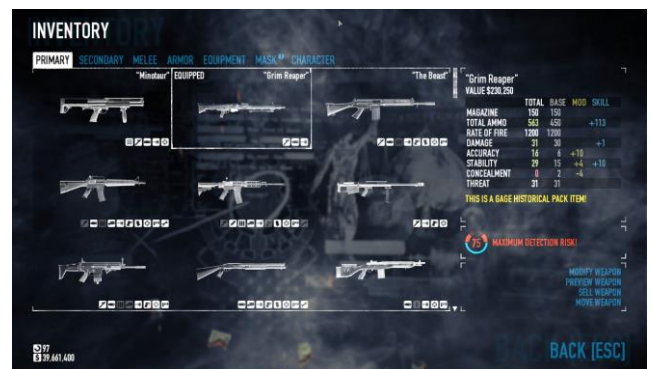 INVENTORY
PRIMARY SECONDARY MELEE ARMOR EQUIPMENT MASK CHARACTER
"Minotaur" EQUIPPED "Grim Reaper" "The Beast"
"Grim Reaper"
VALUE $230,250
TOTAL BASE MOD SKILL
MAGAZINE 150 150
TOTAL AMMO 563 450 +113
RATE OF FIRE 1200 1200
DAMAGE 31 30 +1
ACCURACY 16 6 +10
STABILITY 29 15 +4 +10
CONCEALMENT 0 2 -4
THREAT 31 31
THIS IS A GAGE HISTORICAL PACK ITEM!
75 MAXIMUM DETECTION RISK!
MODIFY WEAPON
PREVIEW WEAPON
SELL WEAPON
MOVE WEAPON
97
$ 39.661.400
BACK [ESC]